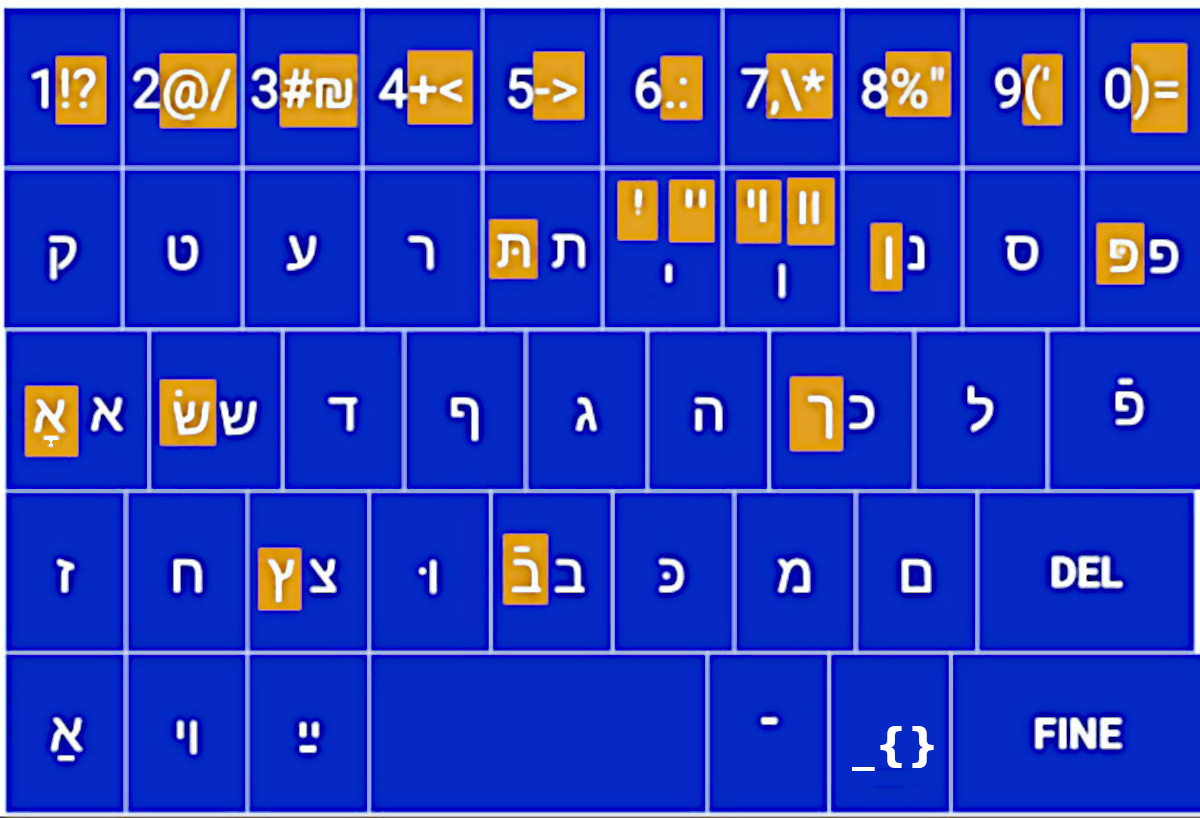 1!? 2@/ 3#₪ 4+< 5-> 6.: 7,\* 8%" 9(' 0)=
ק ט ע ר תּ ת יִ ײ ױ װ י ו ן נ ס פּ פ
אָ א שׂ ש ד ף ג ה ך כ ל פֿ
ז ח ץ צ וּ בֿ ב כּ מ ם DEL
אַ ױ ײַ ־ _{} FINE